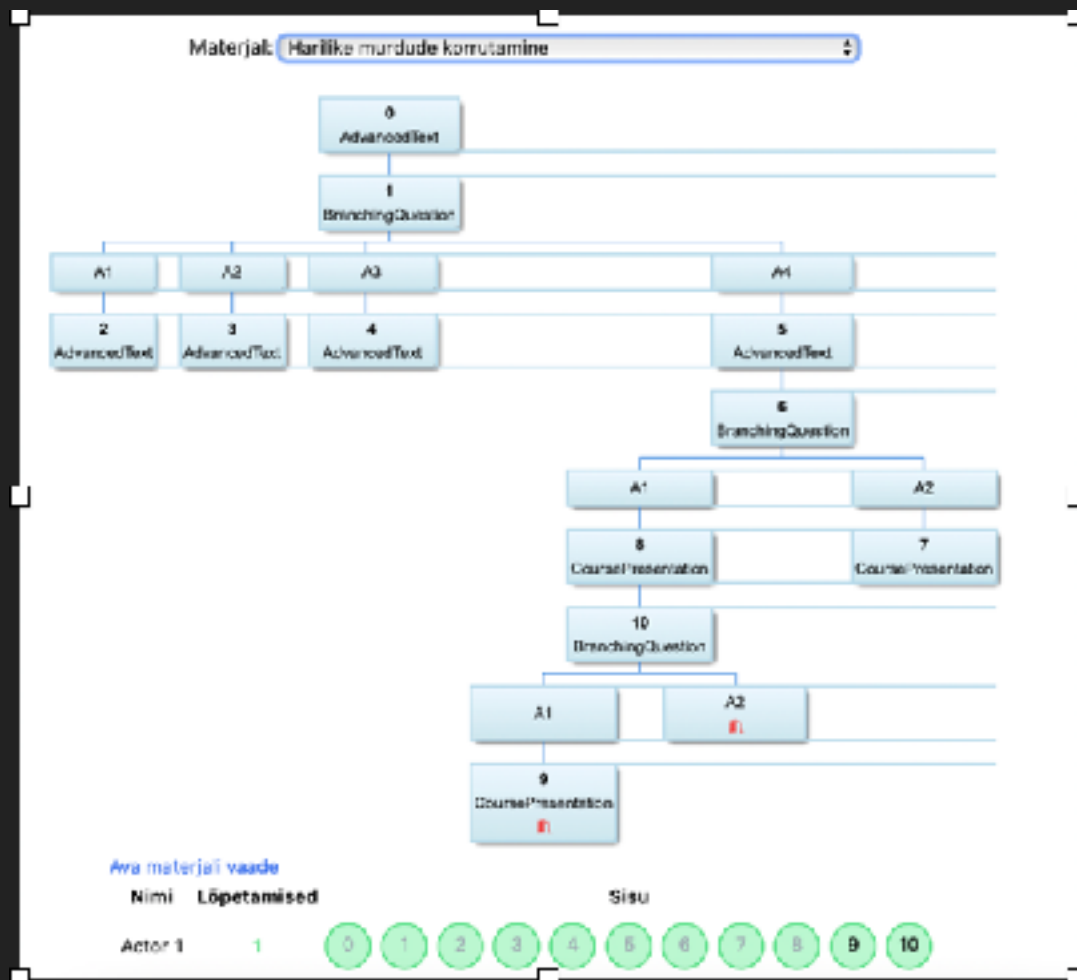 Materjal: Harilike murdude korrutamine
0
AdvancedText
1
BranchingQuestion
A1 A2 A3 A4
2 3 4 5
AdvancedText AdvancedText AdvancedText AdvancedText
6
BranchingQuestion
A1 A2
8 7
CoursePresentation CoursePresentation
10
BranchingQuestion
A1 A2
9
CoursePresentation
Ava materjali vaade
Nimi Lõpetamised Sisu
Actor 1 1 0 1 2 3 4 5 6 7 8 9 10